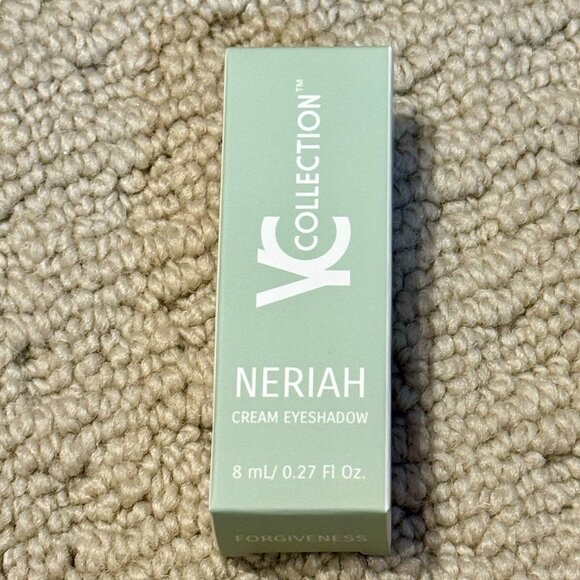 YC COLLECTION™
NERIAH
CREAM EYESHADOW
8 mL/ 0.27 Fl Oz.
FORGIVENESS